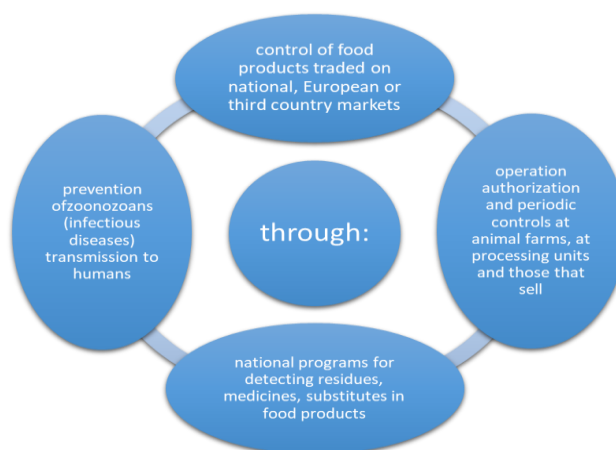 control of food
products traded on
national, European or
third country markets
operation
authorization
and periodic
controls at
animal farms, at
processing units
and those that
sell
national programs for
detecting residues,
medicines, substitutes in
food products
prevention
ofzoonozoans
(infectious
diseases)
transmission to
humans
through: